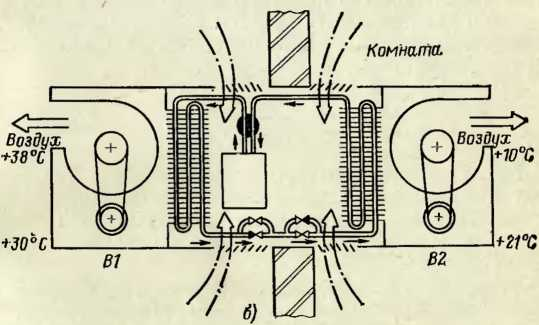 Комната
Воздух
+38°С
+30°С
В1
Воздух
+10°С
+21°С
В2
б)